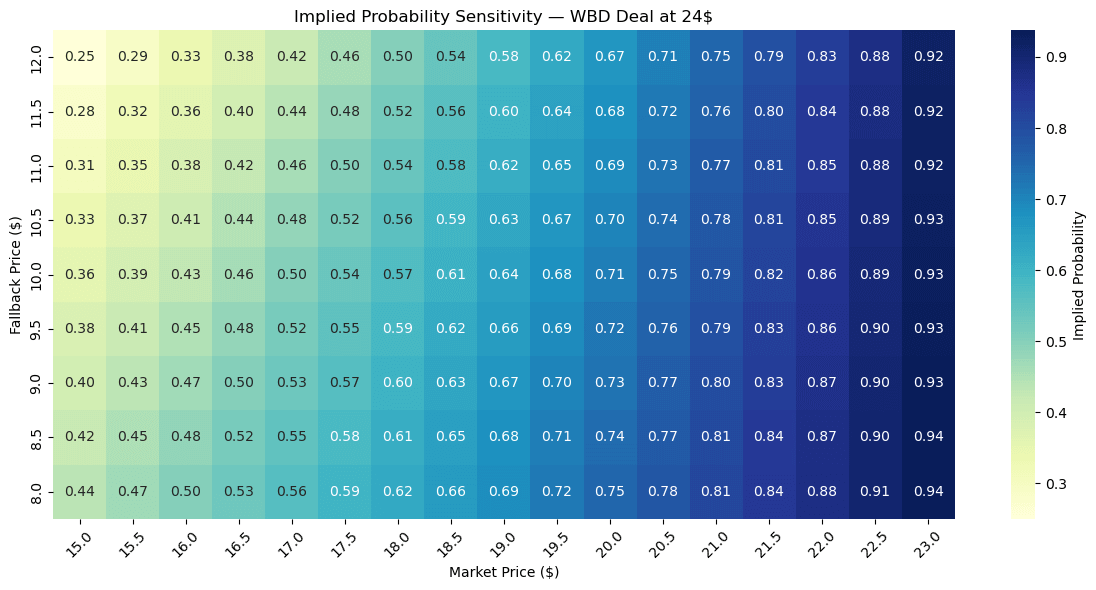 Implied Probability Sensitivity — WBD Deal at 24$
12.0 0.25 0.29 0.33 0.38 0.42 0.46 0.50 0.54 0.58 0.62 0.67 0.71 0.75 0.79 0.83 0.88 0.92
11.5 0.28 0.32 0.36 0.40 0.44 0.48 0.52 0.56 0.60 0.64 0.68 0.72 0.76 0.80 0.84 0.88 0.92
11.0 0.31 0.35 0.38 0.42 0.46 0.50 0.54 0.58 0.62 0.65 0.69 0.73 0.77 0.81 0.85 0.88 0.92
10.5 0.33 0.37 0.41 0.44 0.48 0.52 0.56 0.59 0.63 0.67 0.70 0.74 0.78 0.81 0.85 0.89 0.93
10.0 0.36 0.39 0.43 0.46 0.50 0.54 0.57 0.61 0.64 0.68 0.71 0.75 0.79 0.82 0.86 0.89 0.93
9.5 0.38 0.41 0.45 0.48 0.52 0.55 0.59 0.62 0.66 0.69 0.72 0.76 0.79 0.83 0.86 0.90 0.93
9.0 0.40 0.43 0.47 0.50 0.53 0.57 0.60 0.63 0.67 0.70 0.73 0.77 0.80 0.83 0.87 0.90 0.93
8.5 0.42 0.45 0.48 0.52 0.55 0.58 0.61 0.65 0.68 0.71 0.74 0.77 0.81 0.84 0.87 0.90 0.94
8.0 0.44 0.47 0.50 0.53 0.56 0.59 0.62 0.66 0.69 0.72 0.75 0.78 0.81 0.84 0.88 0.91 0.94
15.0 15.5 16.0 16.5 17.0 17.5 18.0 18.5 19.0 19.5 20.0 20.5 21.0 21.5 22.0 22.5 23.0
Market Price ($)
Fallback Price ($)
0.9
0.8
0.7
0.6
0.5
0.4
0.3
Implied Probability